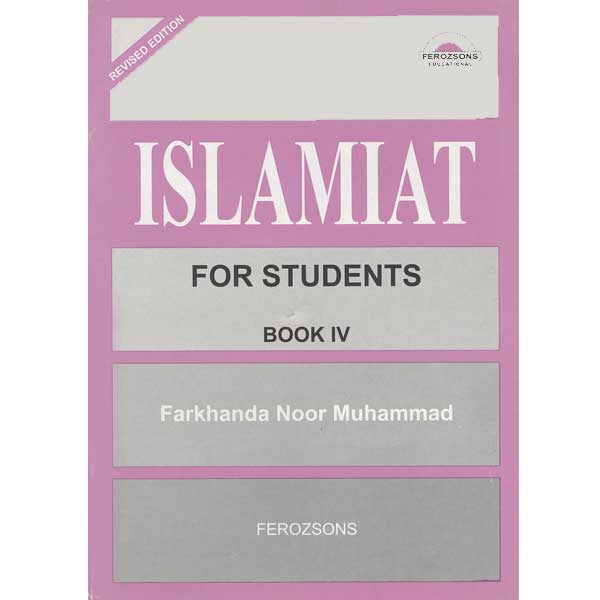 REVISED EDITION
FEROZSONS
EDUCATIONAL
ISLAMIAT
FOR STUDENTS
BOOK IV
Farkhanda Noor Muhammad
FEROZSONS